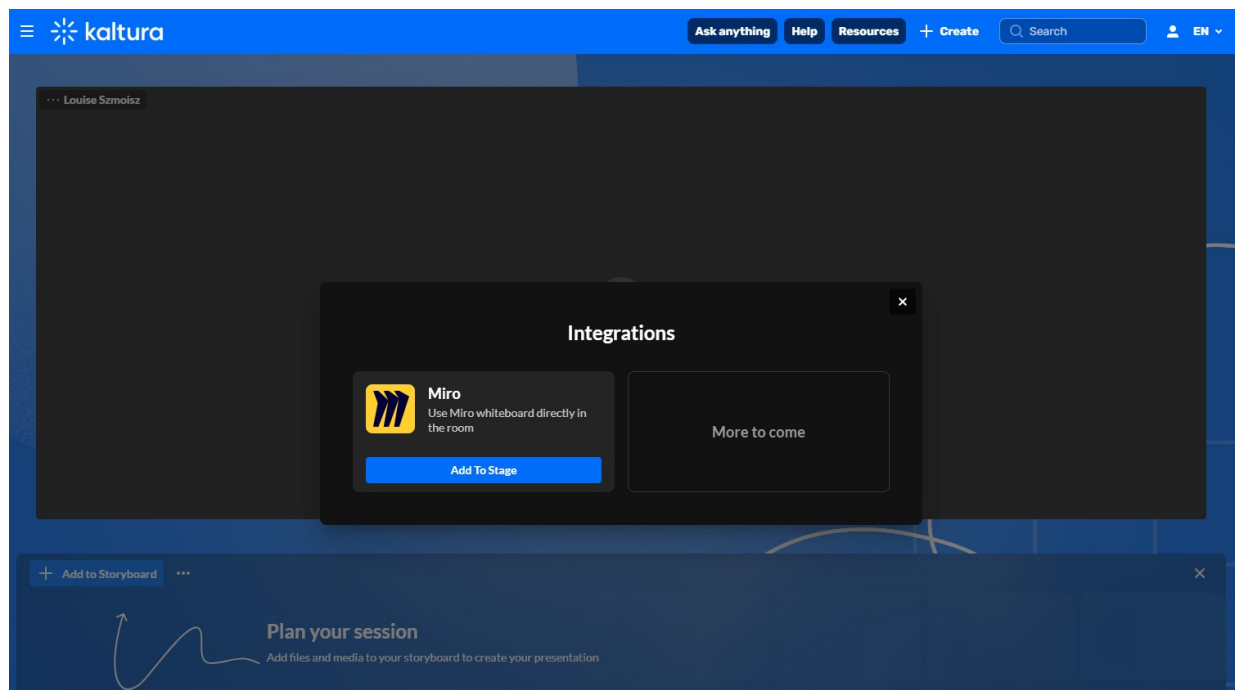 kaltura
Ask anything
Help
Resources
+ Create
Search
EN
··· Louise Szmoisz
Integrations
Miro
Use Miro whiteboard directly in
the room
Add To Stage
More to come
+ Add to Storyboard
Plan your session
Add files and media to your storyboard to create your presentation